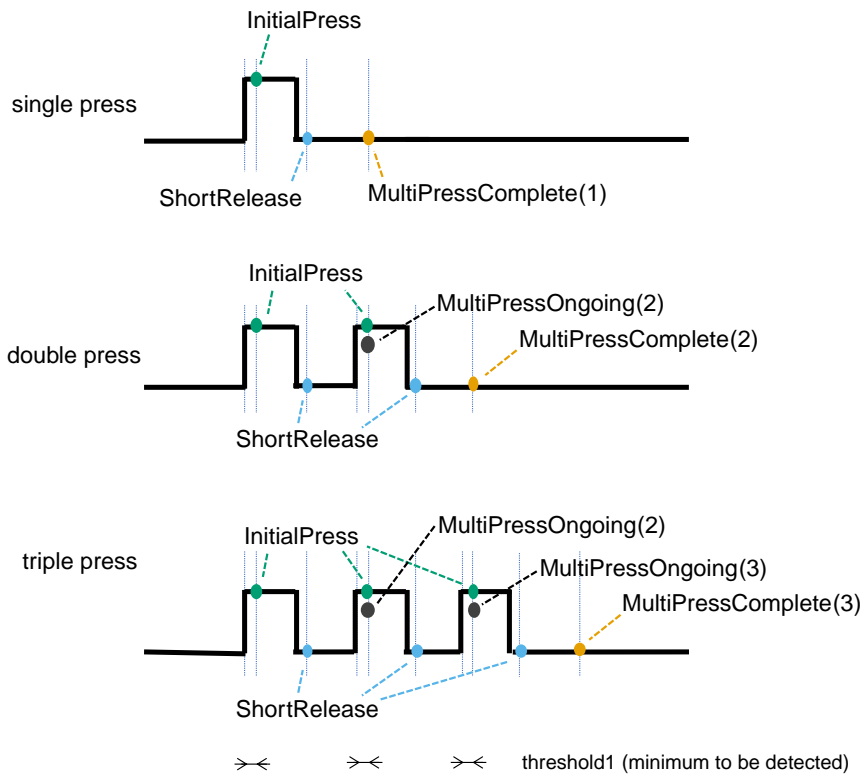 InitialPress
single press
ShortRelease
MultiPressComplete(1)
InitialPress
MultiPressOngoing(2)
MultiPressComplete(2)
double press
ShortRelease
MultiPressOngoing(2)
InitialPress
triple press
MultiPressOngoing(3)
MultiPressComplete(3)
ShortRelease
threshold1 (minimum to be detected)